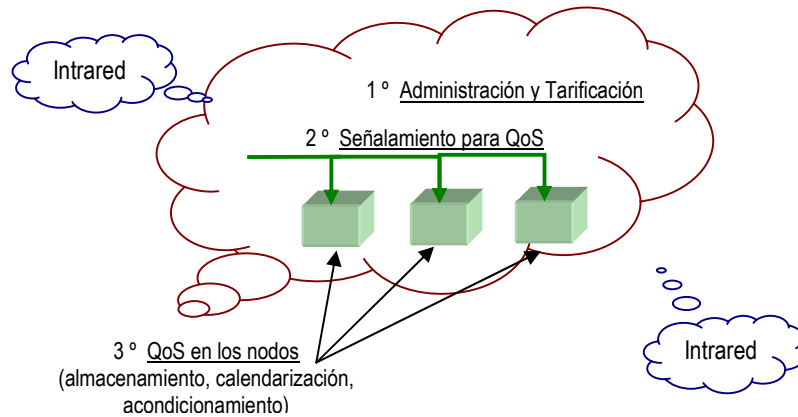 Intrared
1 º Administración y Tarificación
2 º Señalamiento para QoS
3 º QoS en los nodos
(almacenamiento, calendarización,
acondicionamiento)
Intrared